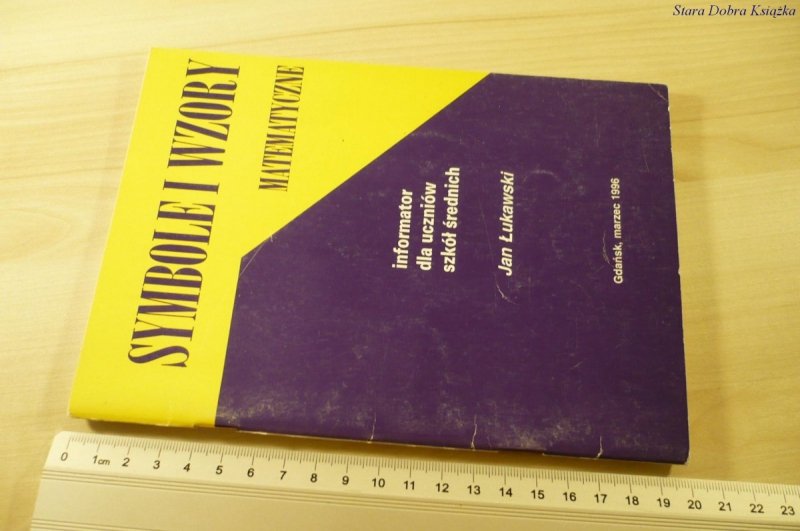 Stara Dobra Książka
SYMBOLE I WZORY
MATEMATYCZNE
informator
dla uczniów
szkół średnich
Jan Łukawski
Gdańsk, marzec 1996
0 1cm 2 3 4 5 6 7 8 9 10 11 12 13 14 15 16 17 18 19 20 21 22 23